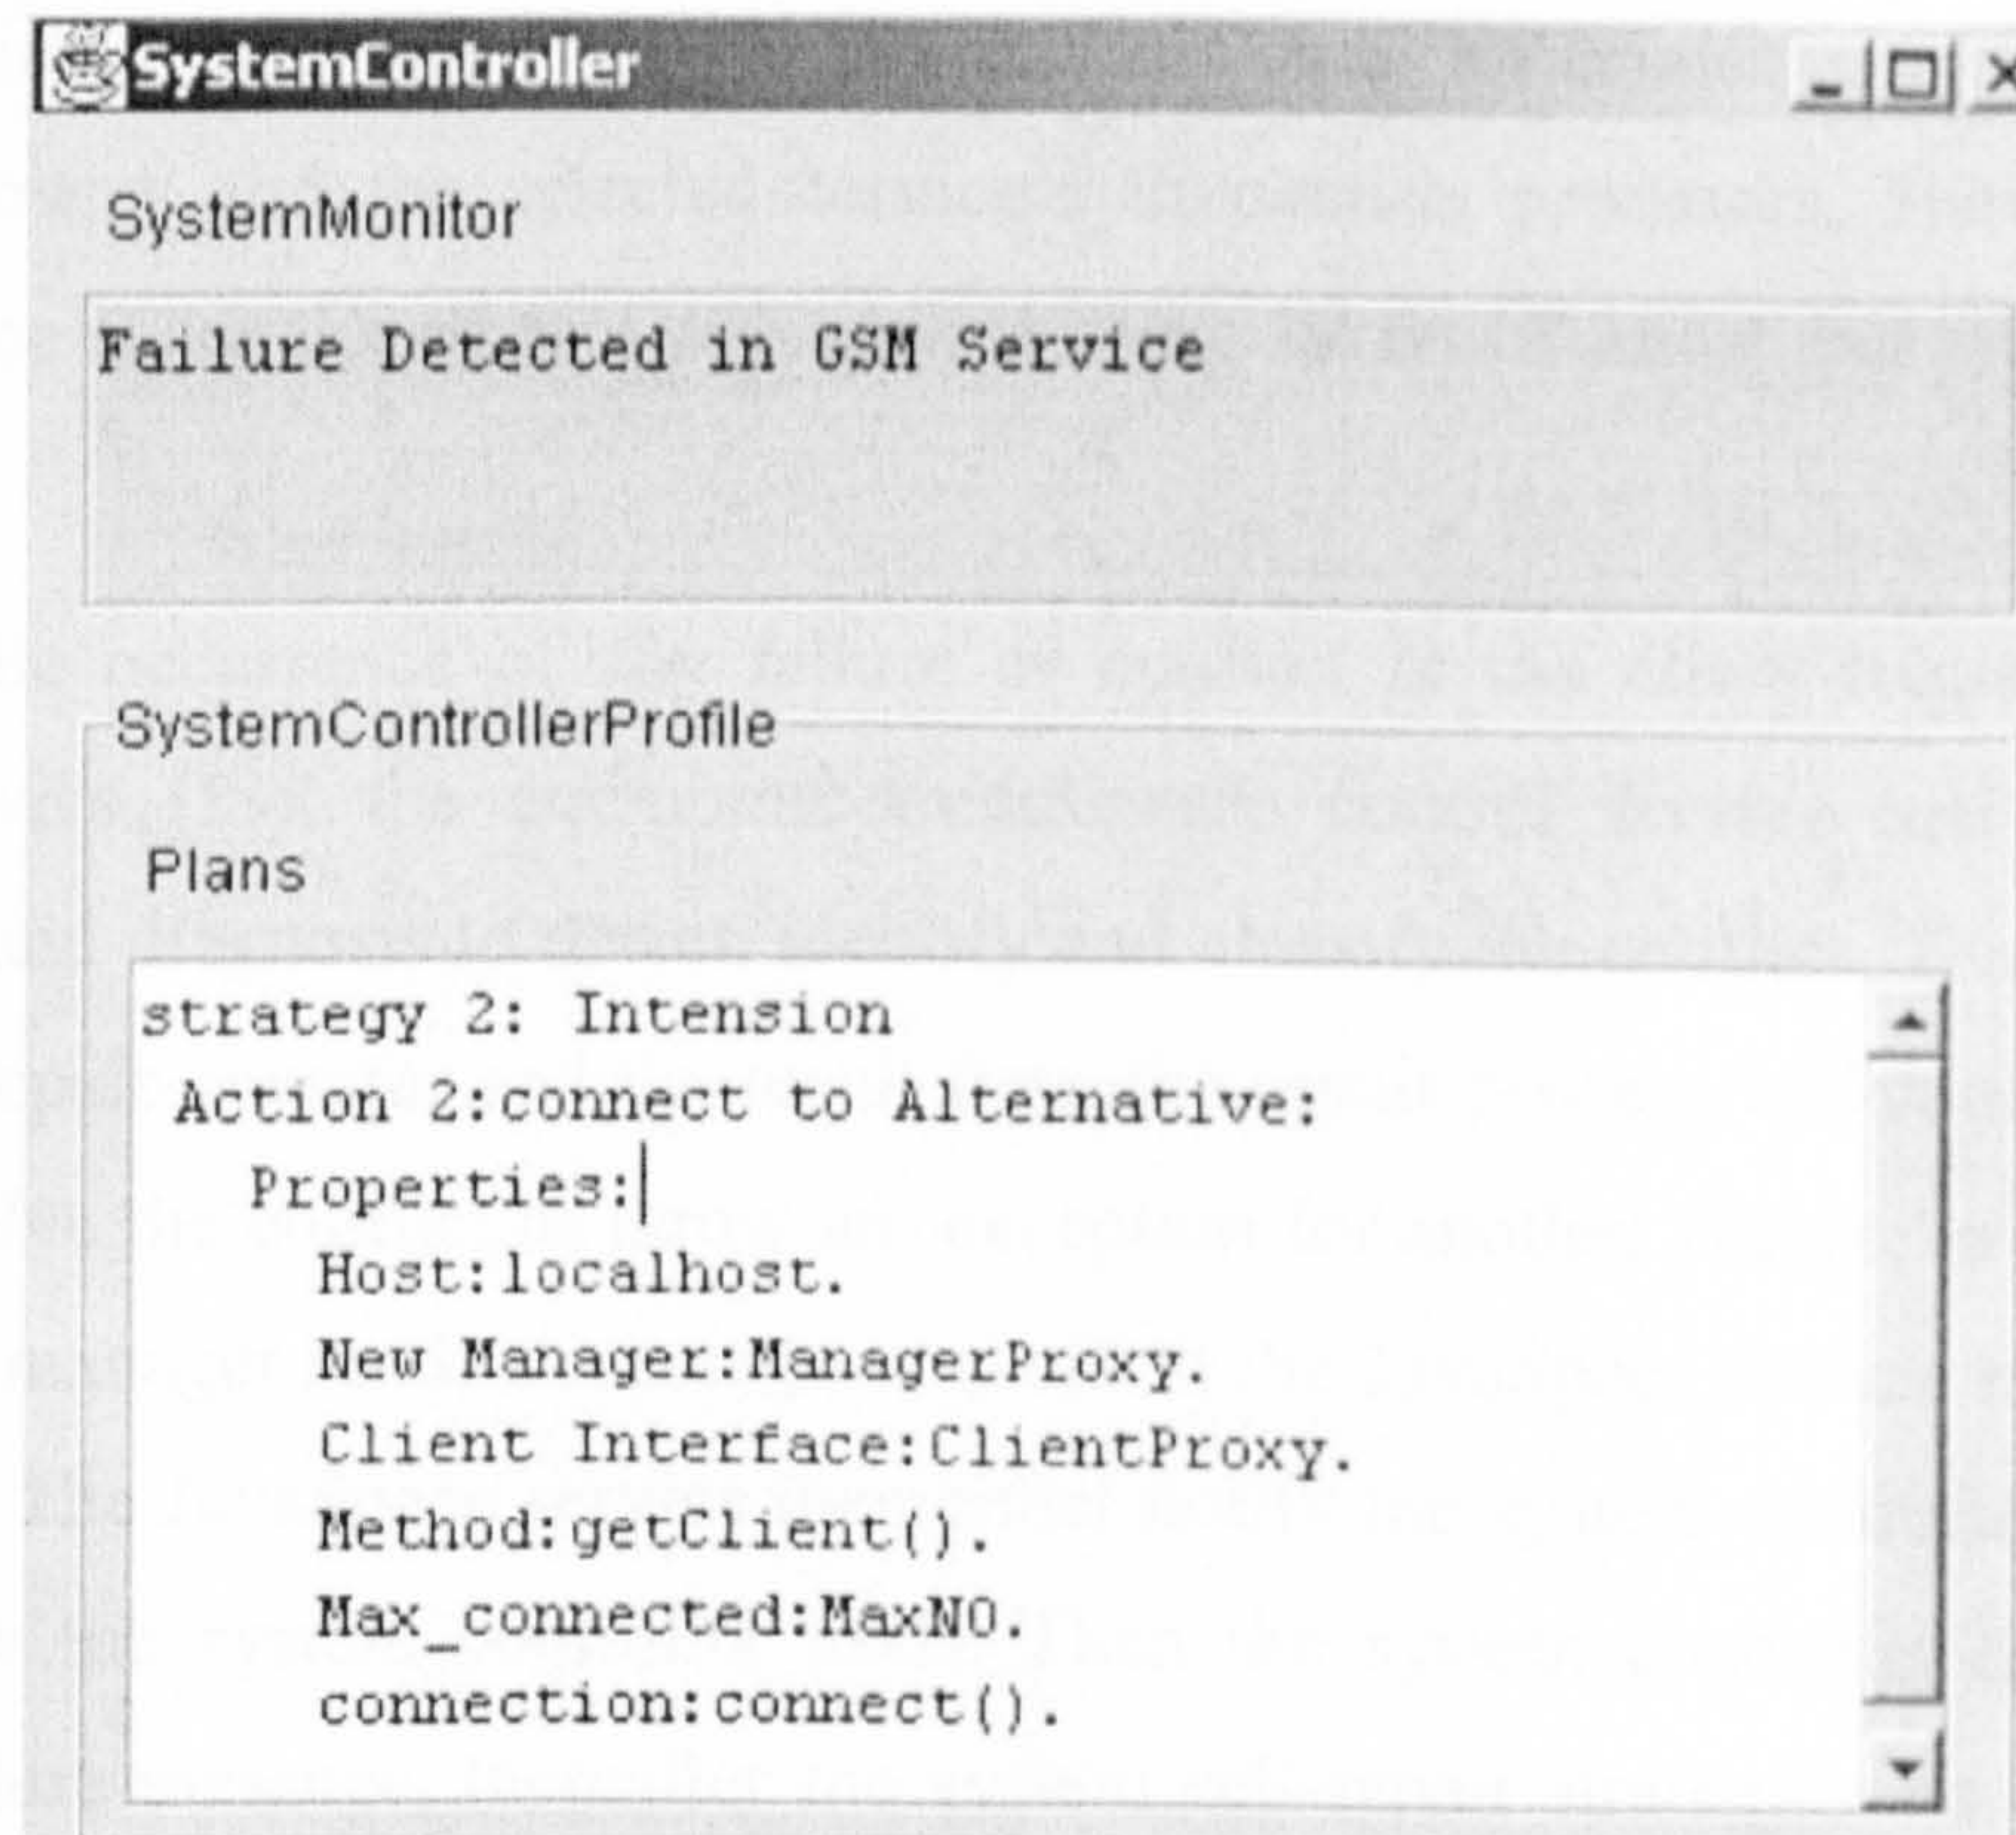 SystemController
SystemMonitor
Failure Detected in GSM Service
SystemControllerProfile
Plans
strategy 2: Intension
Action 2:connect to Alternative:
Properties:
Host:localhost.
New Manager:ManagerProxy.
Client Interface:ClientProxy.
Method:getClient().
Max_connected:MaxNO.
connection:connect().